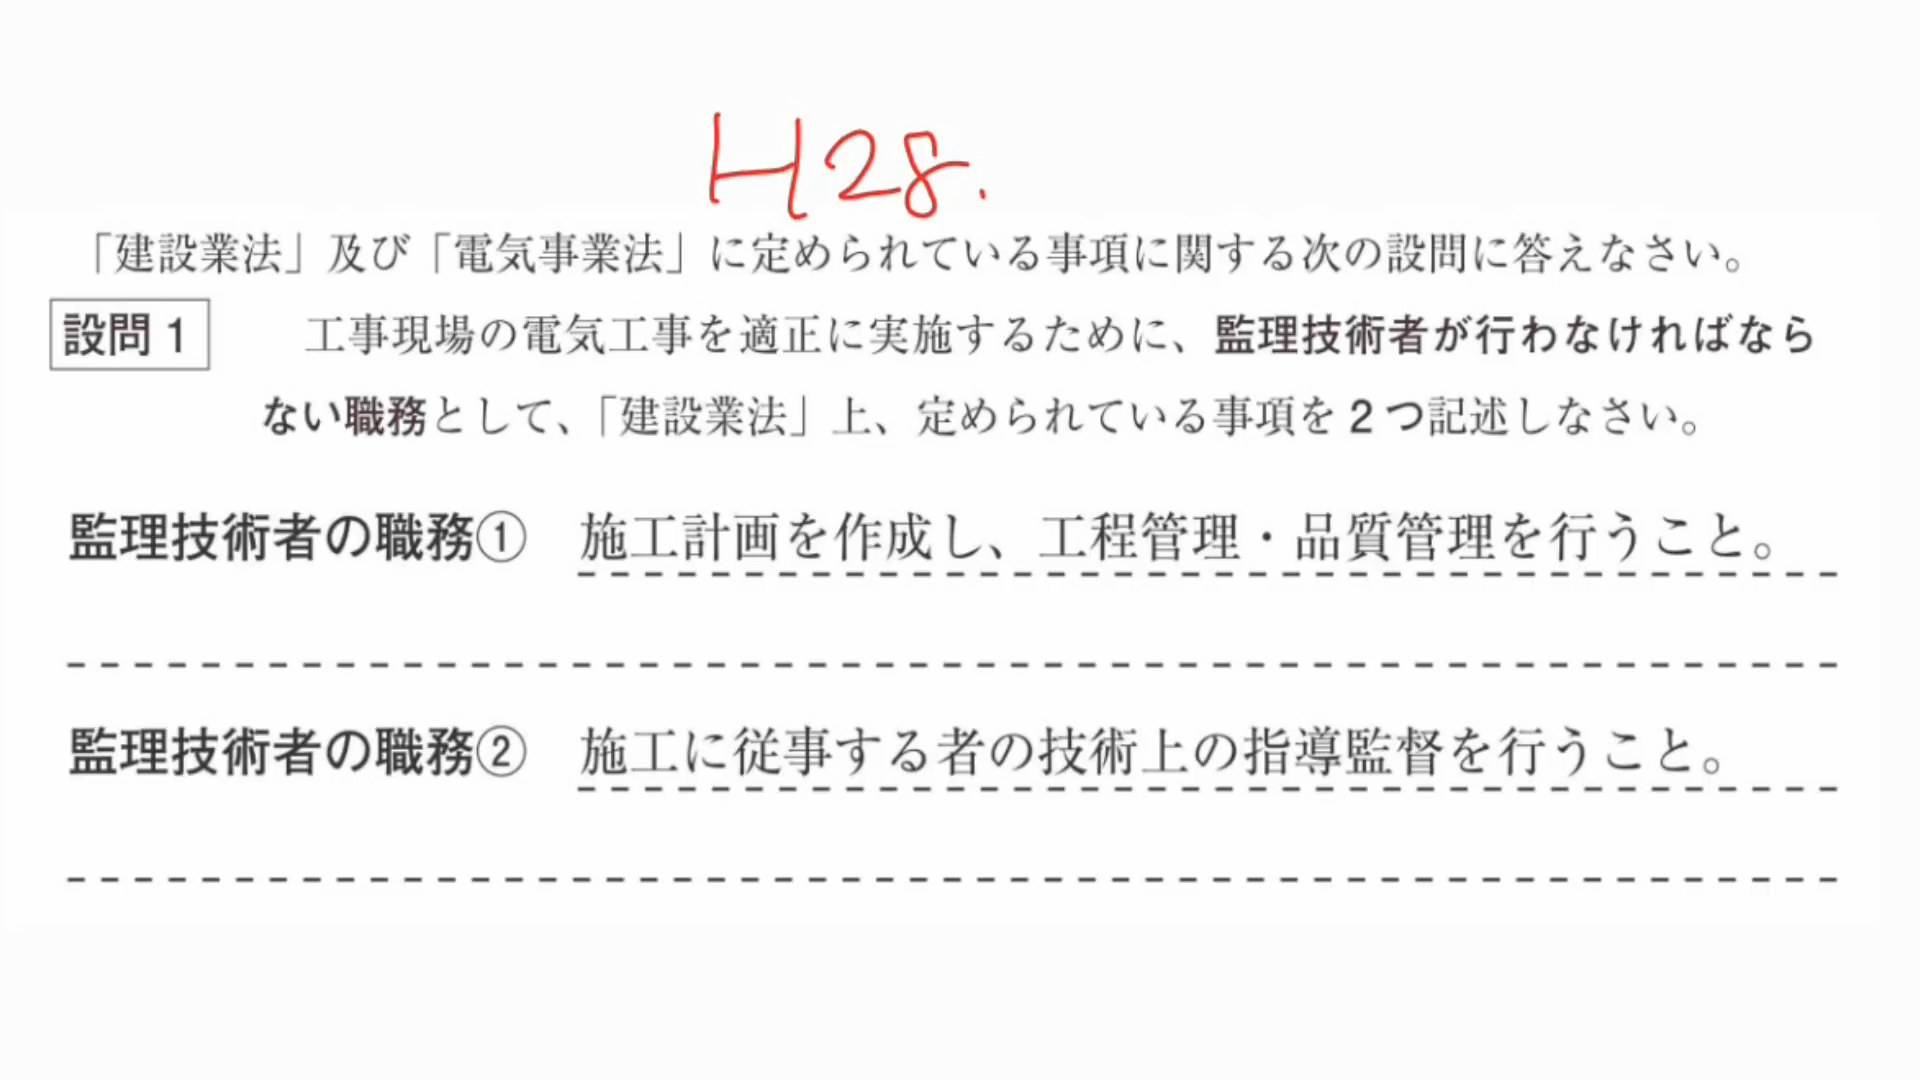 H28.
「建設業法」及び「電気事業法」に定められている事項に関する次の設問に答えなさい。
設問1 工事現場の電気工事を適正に実施するために、監理技術者が行わなければなら
ない職務として、「建設業法」上、定められている事項を2つ記述しなさい。
監理技術者の職務① 施工計画を作成し、工程管理・品質管理を行うこと。
監理技術者の職務② 施工に従事する者の技術上の指導監督を行うこと。